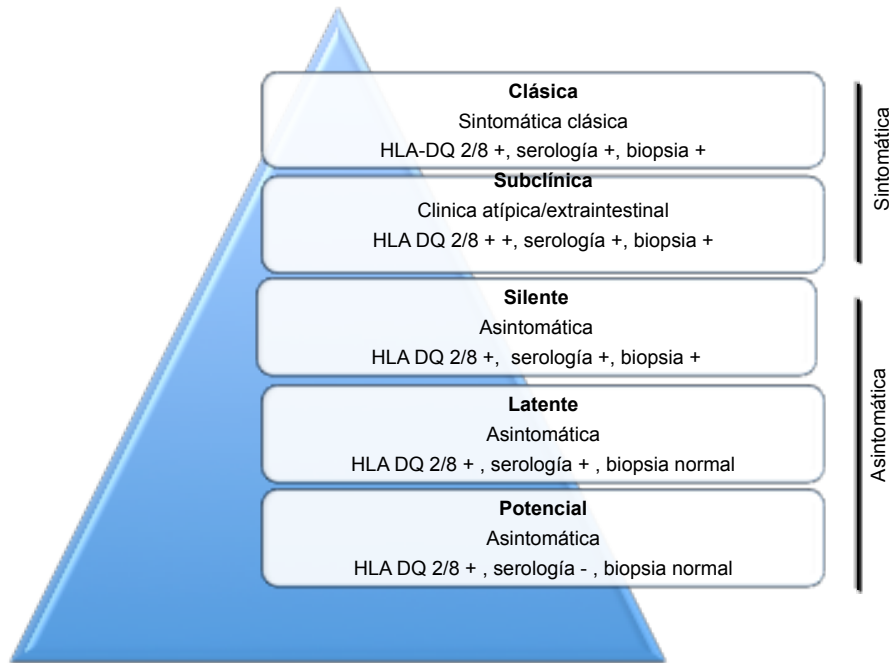 Clásica
Sintomática clásica
HLA-DQ 2/8 +, serología +, biopsia +
Subclínica
Clinica atípica/extraintestinal
HLA DQ 2/8 + +, serología +, biopsia +
Sintomática
Silente
Asintomática
HLA DQ 2/8 +, serología +, biopsia +
Latente
Asintomática
HLA DQ 2/8 + , serología + , biopsia normal
Potencial
Asintomática
HLA DQ 2/8 + , serología - , biopsia normal
Asintomática